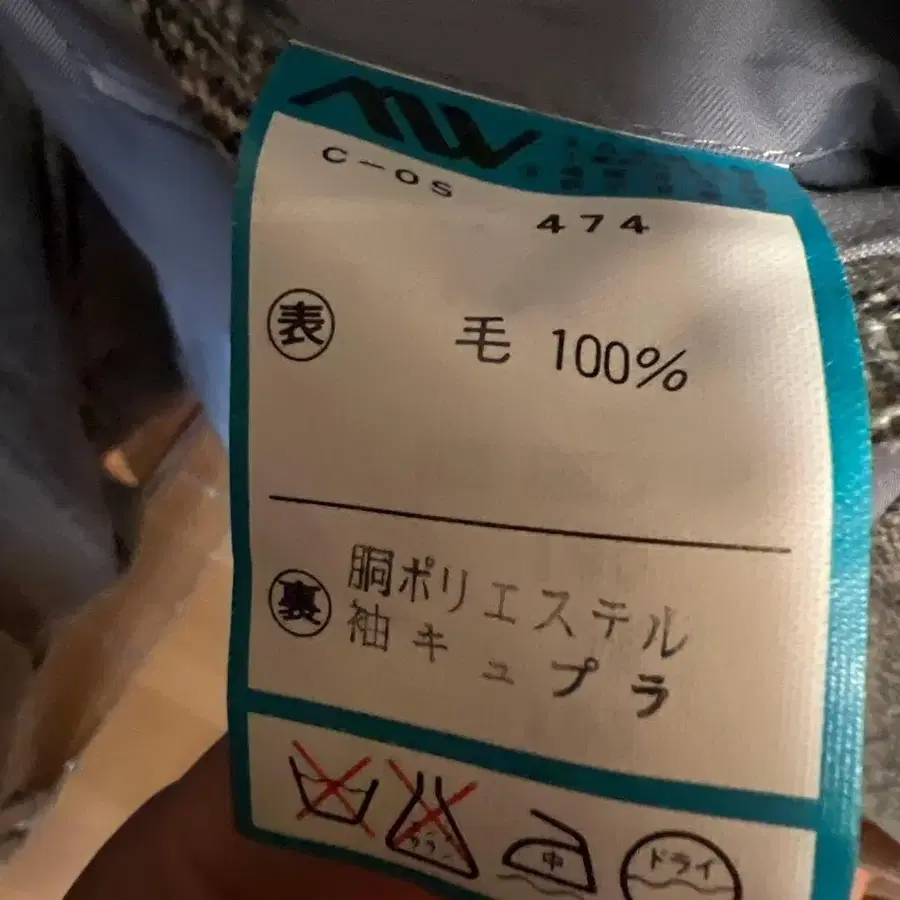 C-OS
474
表 毛 100%
裏 胴ポリエステル
袖キュプラ
中
ドライ